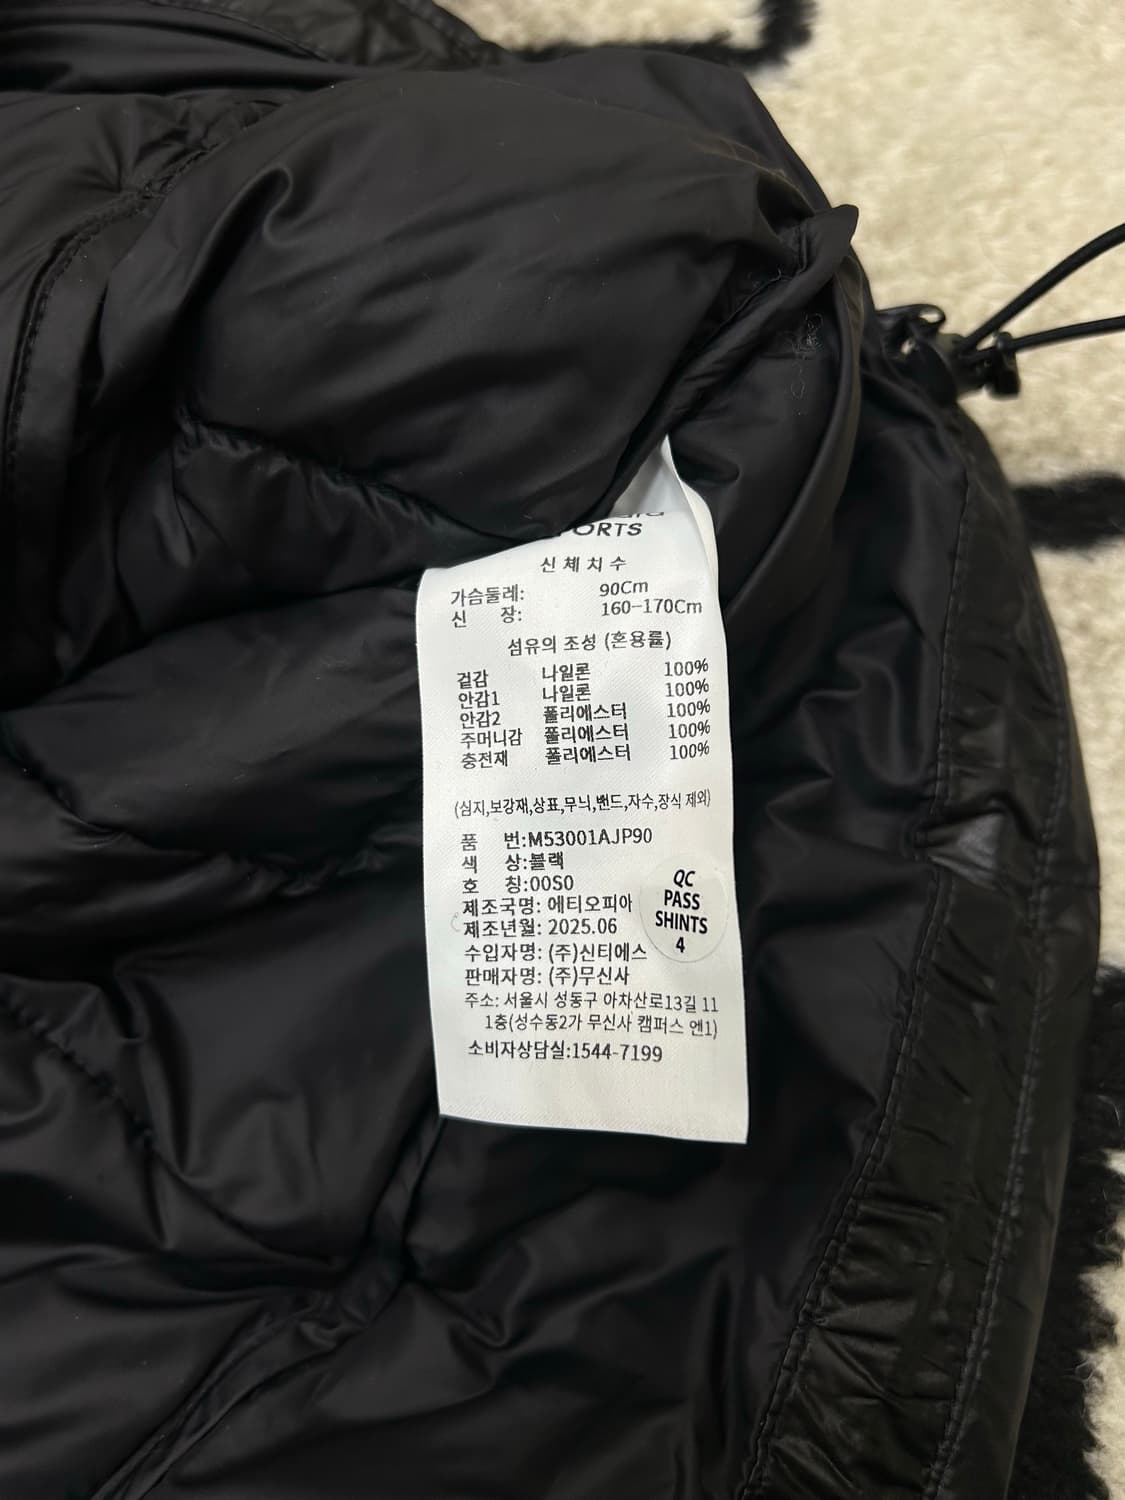 SPORTS
신체치수
가슴둘레: 90Cm
신 장: 160-170Cm
섬유의 조성 (혼용률)
겉감 나일론 100%
안감1 나일론 100%
안감2 폴리에스터 100%
주머니감 폴리에스터 100%
충전재 폴리에스터 100%
(심지,보강재,상표,무늬,밴드,자수,장식 제외)
품 번:M53001AJP90
색 상:블랙
호 칭:00S0
제조국명: 에티오피아
제조년월: 2025.06
수입자명: (주)신티에스
판매자명: (주)무신사
주소: 서울시 성동구 아차산로13길 11
1층(성수동2가 무신사 캠퍼스 엔1)
소비자상담실:1544-7199
QC
PASS
SHINTS
4